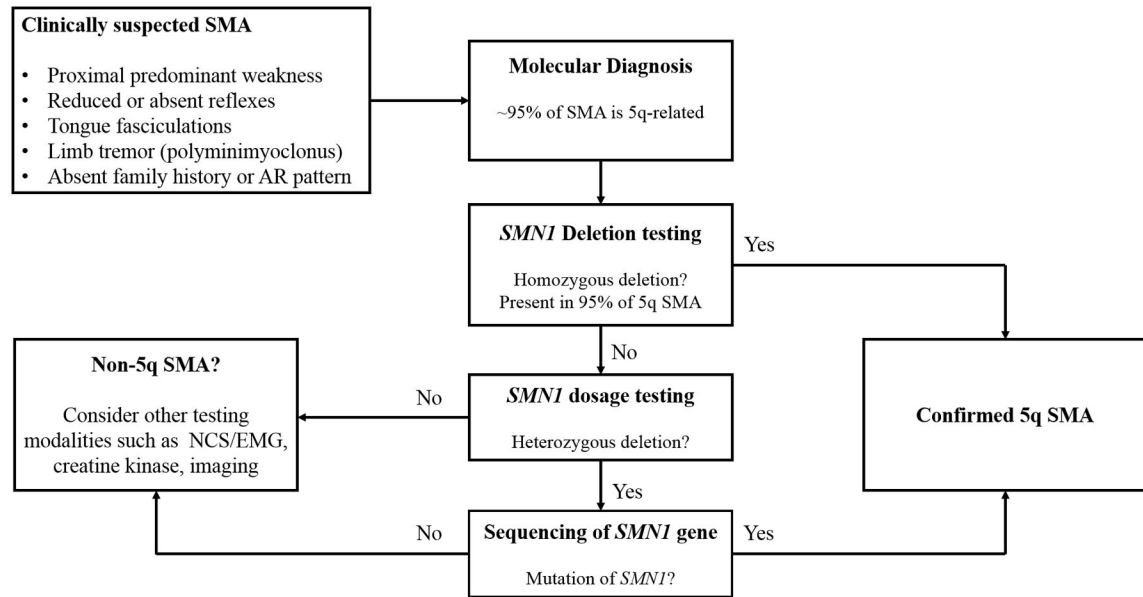 Clinically suspected SMA
• Proximal predominant weakness
• Reduced or absent reflexes
• Tongue fasciculations
• Limb tremor (polyminimyoclonus)
• Absent family history or AR pattern
Molecular Diagnosis
~95% of SMA is 5q-related
SMN1 Deletion testing
Homozygous deletion?
Present in 95% of 5q SMA
Yes
No
Non-5q SMA?
Consider other testing
modalities such as NCS/EMG,
creatine kinase, imaging
No
SMN1 dosage testing
Heterozygous deletion?
Confirmed 5q SMA
Yes
No
Sequencing of SMN1 gene
Mutation of SMN1?
Yes